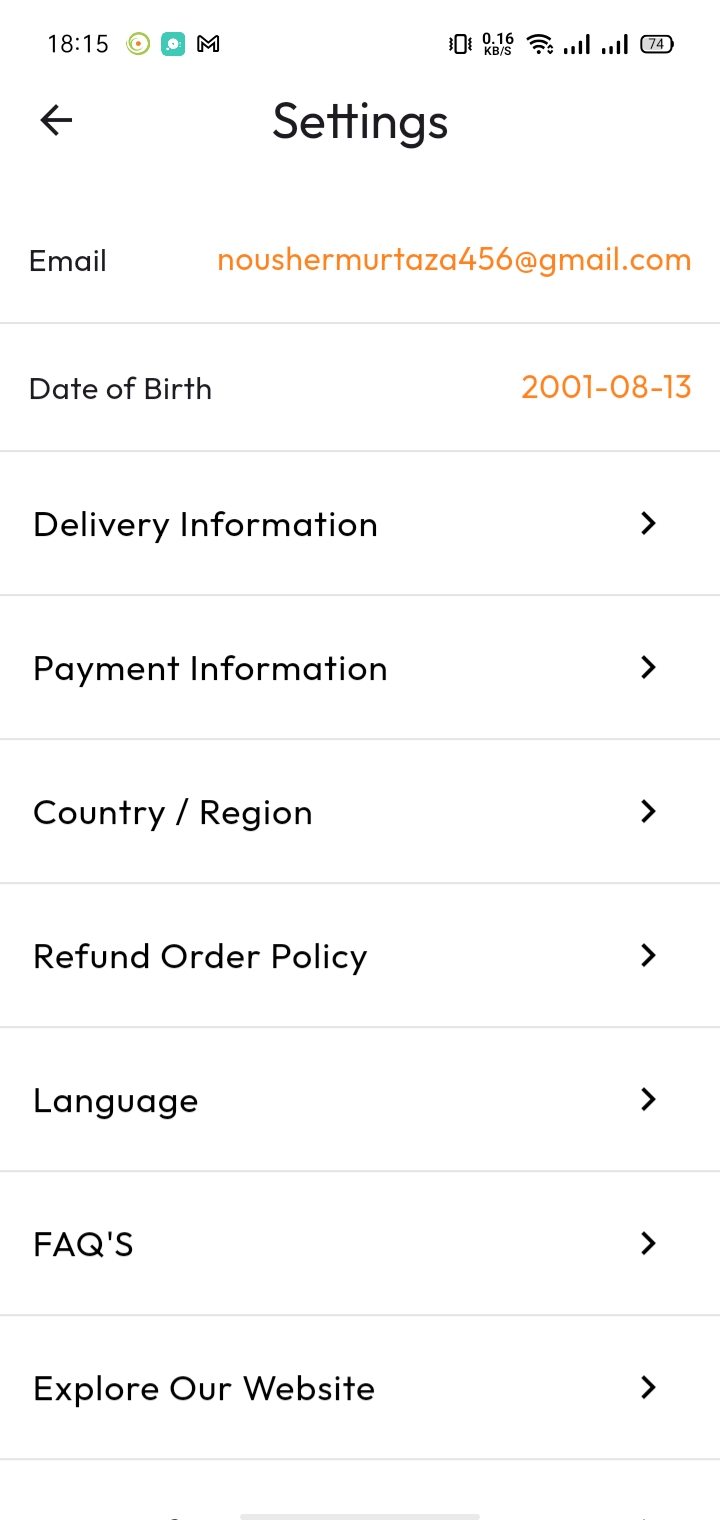 18:15 0.16 KB/S 74
Settings
Email noushermurtaza456@gmail.com
Date of Birth 2001-08-13
Delivery Information
Payment Information
Country / Region
Refund Order Policy
Language
FAQ'S
Explore Our Website